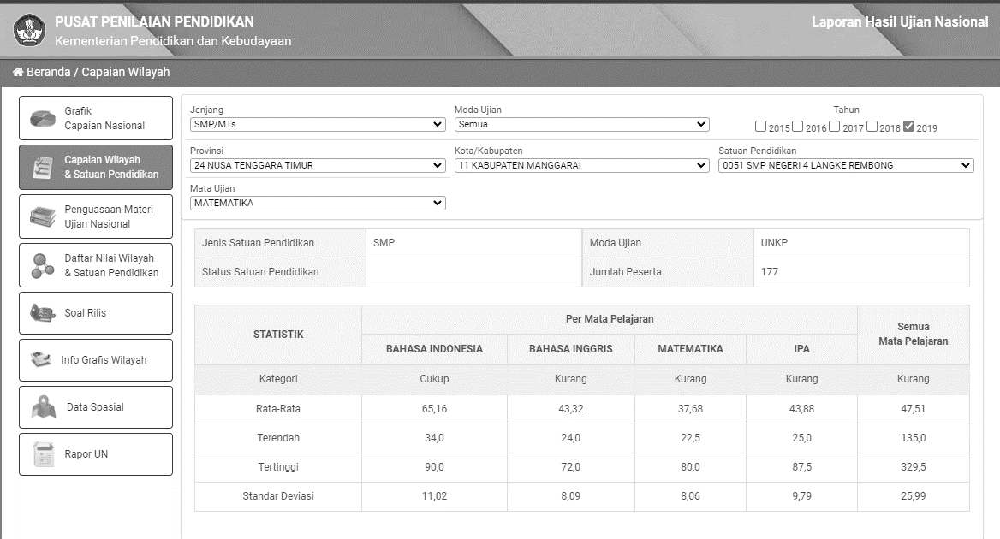 PUSAT PENILAIAN PENDIDIKAN
Kementerian Pendidikan dan Kebudayaan
Laporan Hasil Ujian Nasional
Beranda / Capaian Wilayah
Grafik
Capaian Nasional
Capaian Wilayah
& Satuan Pendidikan
Penguasaan Materi
Ujian Nasional
Daftar Nilai Wilayah
& Satuan Pendidikan
Soal Rilis
Info Grafis Wilayah
Data Spasial
Rapor UN
Jenjang Moda Ujian Tahun
SMP/MTs Semua 2015 2016 2017 2018 2019
Provinsi Kota/Kabupaten Satuan Pendidikan
24 NUSA TENGGARA TIMUR 11 KABUPATEN MANGGARAI 0051 SMP NEGERI 4 LANGKE REMBONG
Mata Ujian
MATEMATIKA
Jenis Satuan Pendidikan SMP Moda Ujian UNKP
Status Satuan Pendidikan Jumlah Peserta 177
STATISTIK Per Mata Pelajaran Semua
Mata Pelajaran
BAHASA INDONESIA BAHASA INGGRIS MATEMATIKA IPA
Kategori Cukup Kurang Kurang Kurang Kurang
Rata-Rata 65,16 43,32 37,68 43,88 47,51
Terendah 34,0 24,0 22,5 25,0 135,0
Tertinggi 90,0 72,0 80,0 87,5 329,5
Standar Deviasi 11,02 8,09 8,06 9,79 25,99